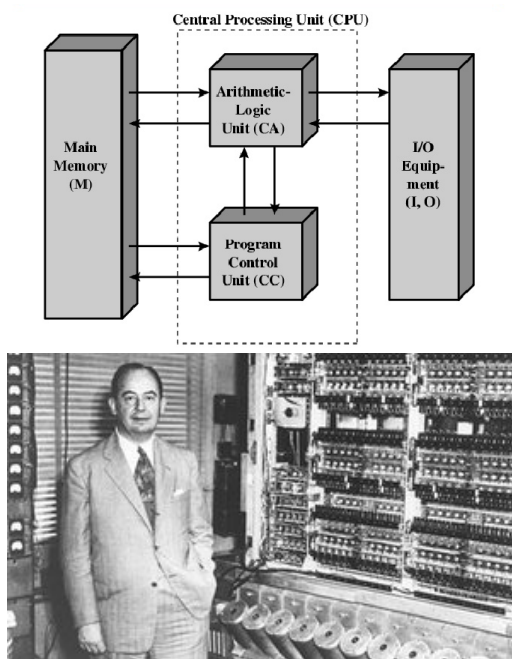 Central Processing Unit (CPU)
Arithmetic-
Logic
Unit (CA)
Main
Memory
(M)
I/O
Equip-
ment
(I, O)
Program
Control
Unit (CC)